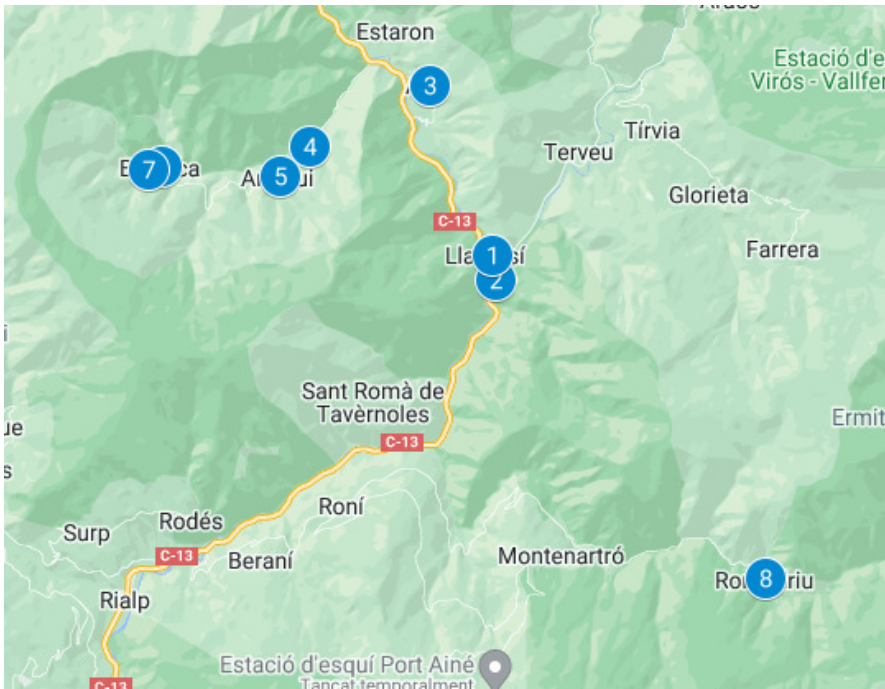 Estaron
Estació d'e
Virós - Vallfer
3
Tírvia
4
Terveu
7
5
Glorieta
C-13
Farrera
1
2
Sant Romà de
Tavèrnoles
C-13
Ermit
Roní
Rodés
Surp
C-13
Beraní
Montenartró
8
Rialp
Estació d'esquí Port Ainé
Tancat temporalment
C-13